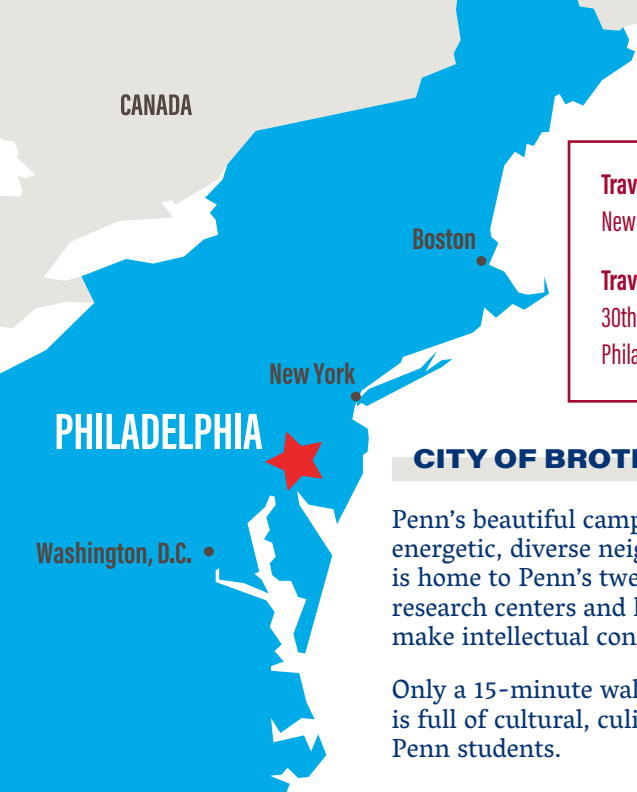 CANADA
Boston
New York
PHILADELPHIA
Washington, D.C.
Trav
New
Trav
30th
Phila
CITY OF BROT
Penn's beautiful camp
energetic, diverse neig
is home to Penn's twe
research centers and
make intellectual con
Only a 15-minute wal
is full of cultural, culi
Penn students.